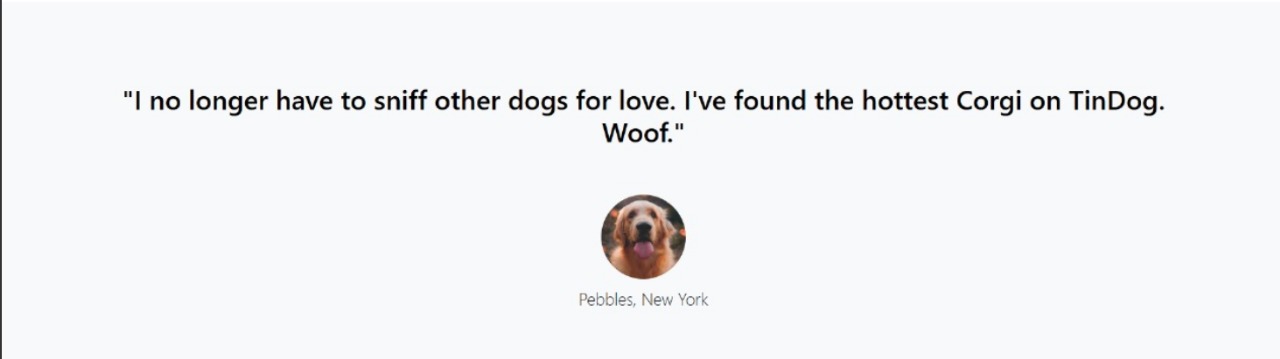 "I no longer have to sniff other dogs for love. I've found the hottest Corgi on TinDog.
Woof."
Pebbles, New York